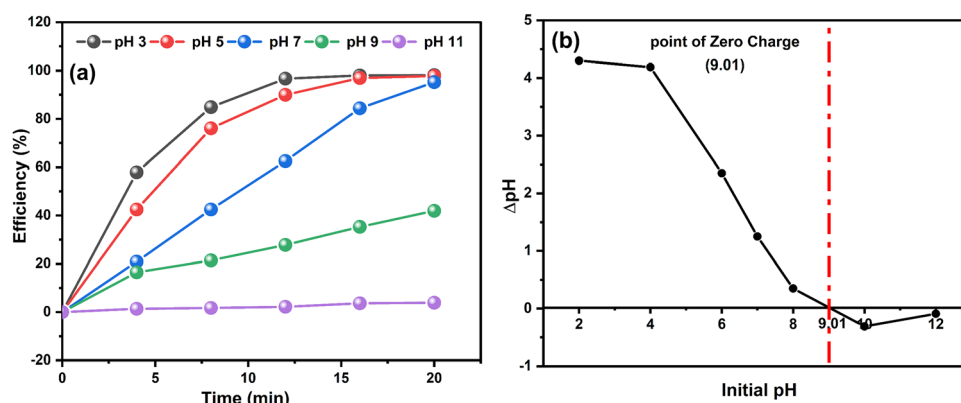 120
100
80
60
40
20
0
-20
Efficiency (%)
pH 3 pH 5 pH 7 pH 9 pH 11
(a)
0 5 10 15 20
Time (min)
5
4
3
2
1
0
-1
ΔpH
(b)
point of Zero Charge
(9.01)
2 4 6 8 9.01 10 12
Initial pH